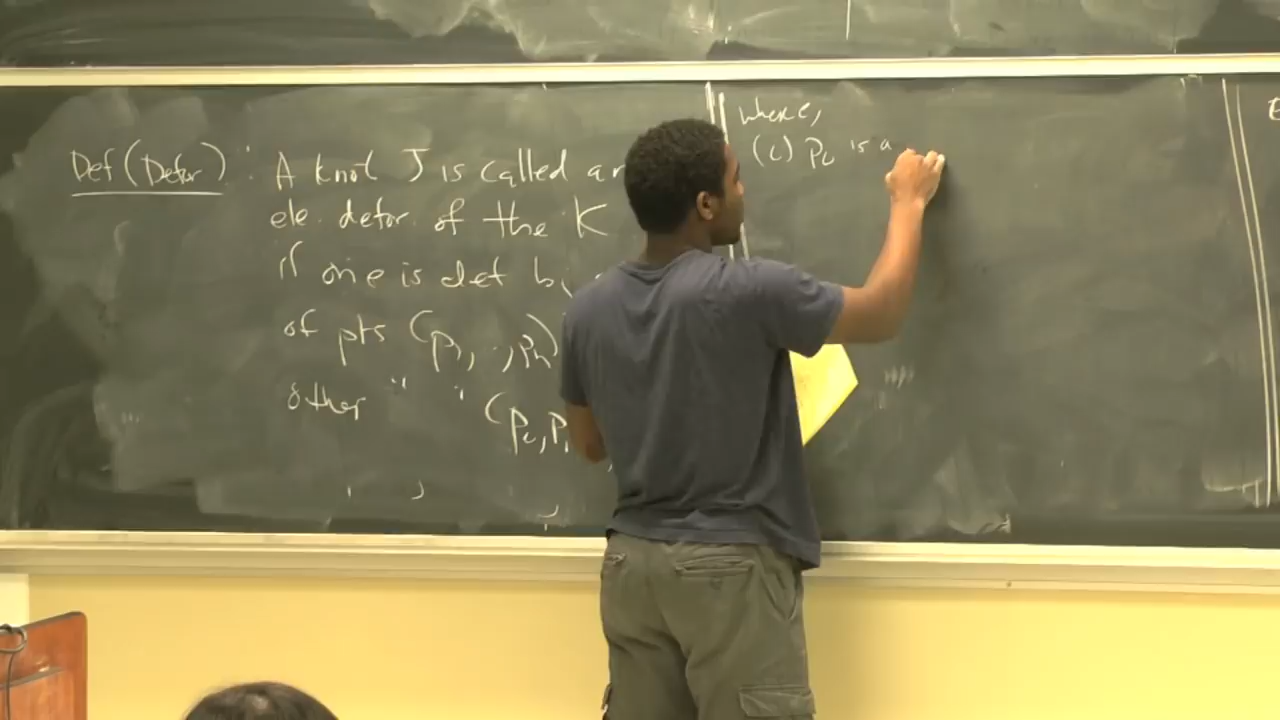 Def (Defor) : A knot J is called an
ele. defor. of the K
if one is det by
of pts (p₁, .., pₙ)
other " " (p₀, p₁
where,
(i) p₀ is a